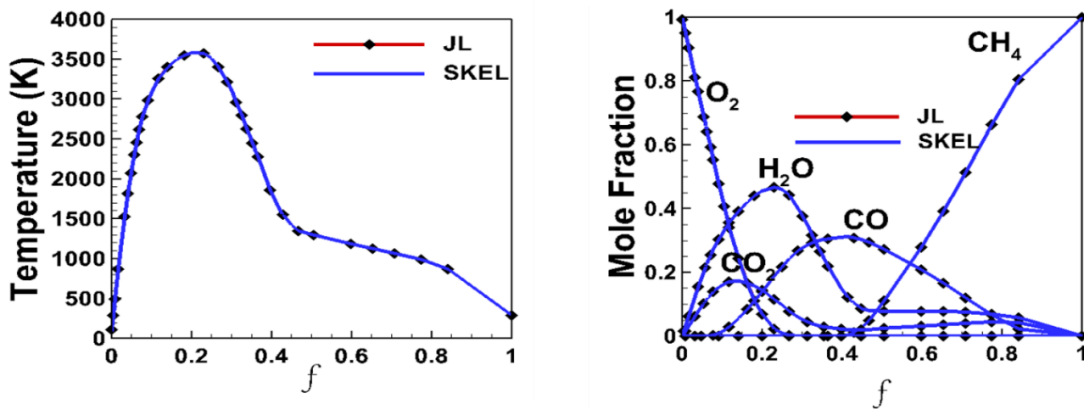 Temperature (K)
4000
3500
3000
2500
2000
1500
1000
500
0
0 0.2 0.4 0.6 0.8 1
f
JL
SKEL
Mole Fraction
1
0.8
0.6
0.4
0.2
0
0 0.2 0.4 0.6 0.8 1
f
O₂
CH₄
JL
SKEL
H₂O
CO
CO₂